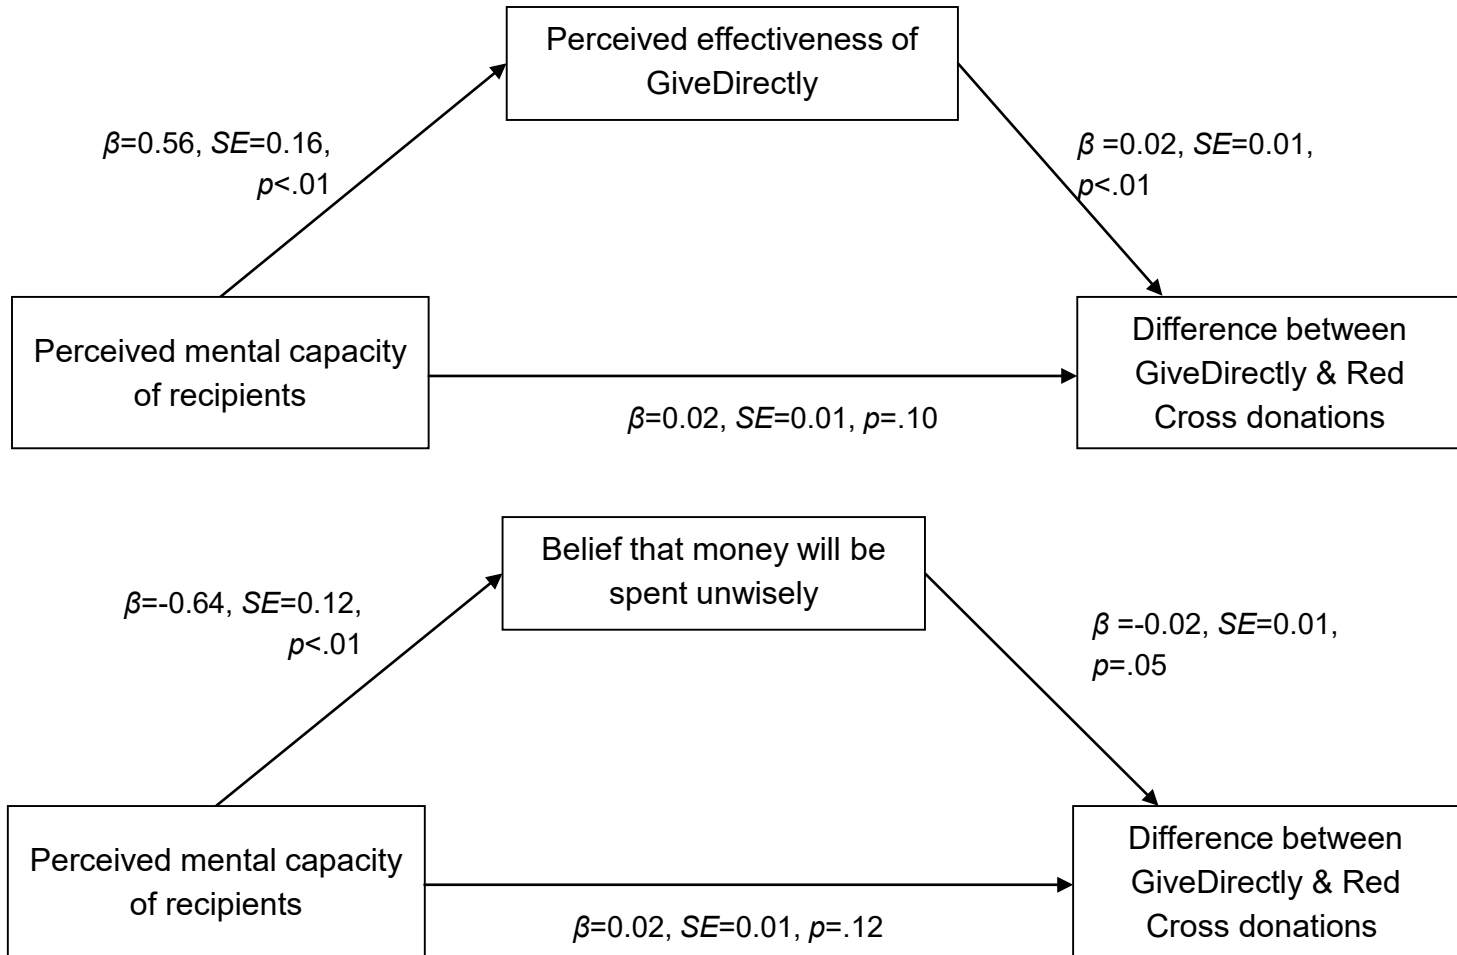 Perceived effectiveness of
GiveDirectly
β=0.56, SE=0.16,
p<.01
β =0.02, SE=0.01,
p<.01
Perceived mental capacity
of recipients
Difference between
GiveDirectly & Red
Cross donations
β=0.02, SE=0.01, p=.10
Belief that money will be
spent unwisely
β=-0.64, SE=0.12,
p<.01
β =-0.02, SE=0.01,
p=.05
Perceived mental capacity
of recipients
Difference between
GiveDirectly & Red
Cross donations
β=0.02, SE=0.01, p=.12